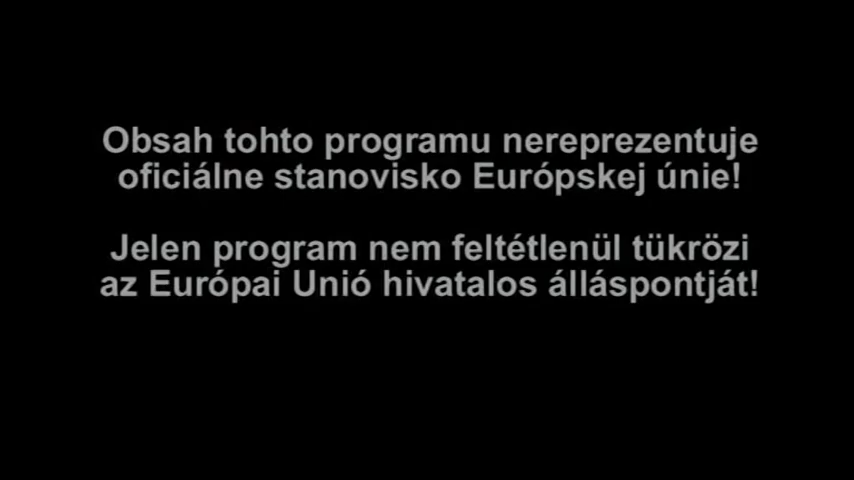 Obsah tohto programu nereprezentuje
oficiálne stanovisko Európskej únie!
Jelen program nem feltétlenül tükrözi
az Európai Unió hivatalos álláspontját!